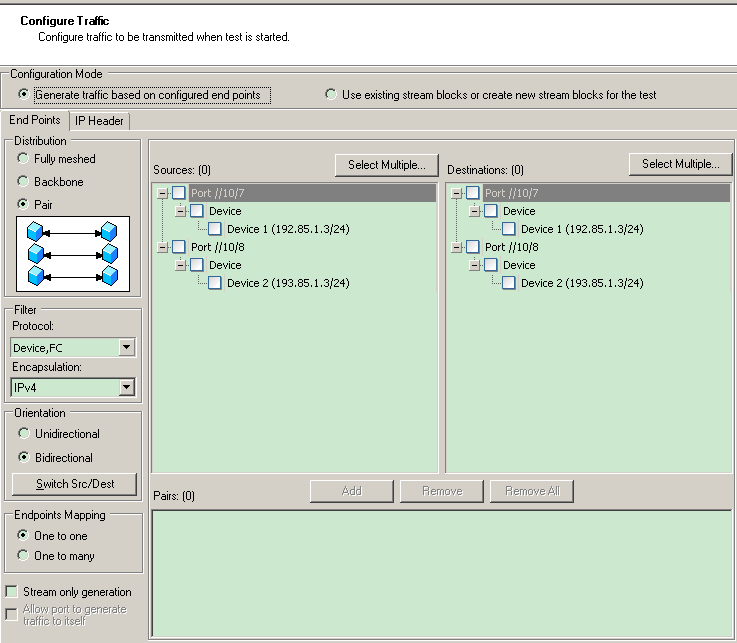 Configure Traffic
Configure traffic to be transmitted when test is started.
Configuration Mode
Generate traffic based on configured end points
Use existing stream blocks or create new stream blocks for the test
End Points
IP Header
Distribution
Fully meshed
Backbone
Pair
Filter
Protocol:
Device,FC
Encapsulation:
IPv4
Orientation
Unidirectional
Bidirectional
Switch Src/Dest
Endpoints Mapping
One to one
One to many
Stream only generation
Allow port to generate
traffic to itself
Sources: (0)
Select Multiple...
Port //10/7
Device
Device 1 (192.85.1.3/24)
Port //10/8
Device
Device 2 (193.85.1.3/24)
Destinations: (0)
Select Multiple...
Port //10/7
Device
Device 1 (192.85.1.3/24)
Port //10/8
Device
Device 2 (193.85.1.3/24)
Pairs: (0)
Add
Remove
Remove All